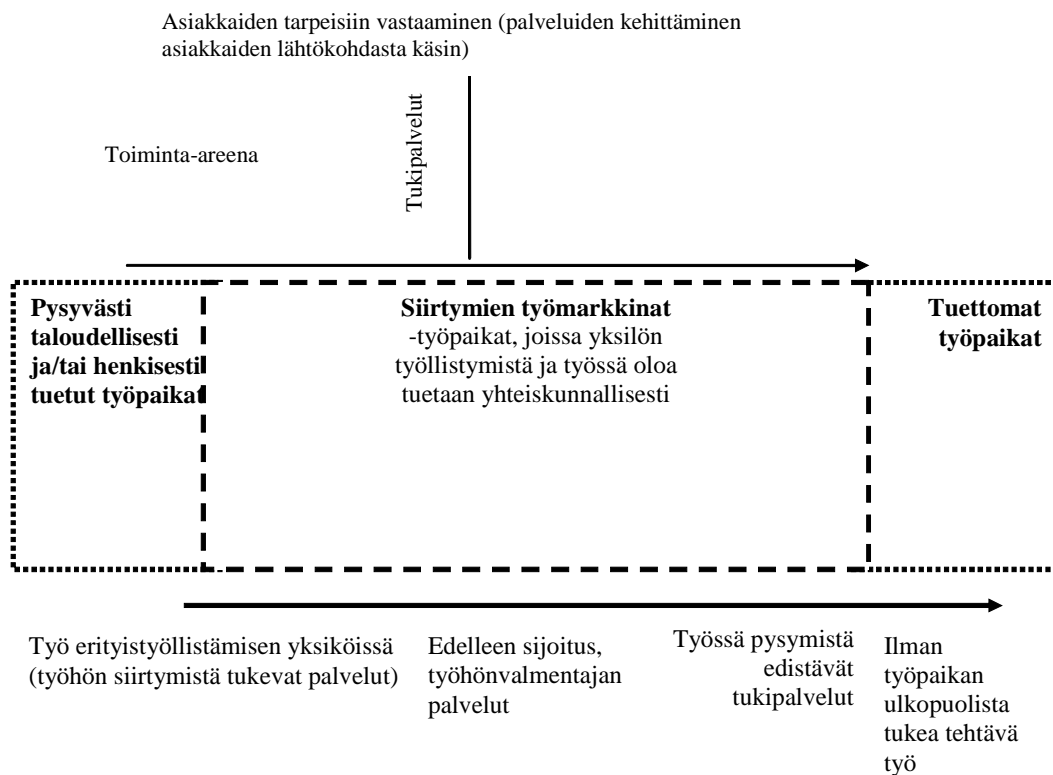 Asiakkaiden tarpeisiin vastaaminen (palveluiden kehittäminen
asiakkaiden lähtökohdasta käsin)
Tukipalvelut
Toiminta-areena
Pysyvästi
taloudellisesti
ja/tai henkisesti
tuetut työpaikat
Siirtymien työmarkkinat
-työpaikat, joissa yksilön
työllistymistä ja työssä oloa
tuetaan yhteiskunnallisesti
Tuettomat
työpaikat
Työ erityistyöllistämisen yksiköissä
(työhön siirtymistä tukevat palvelut)
Edelleen sijoitus,
työhönvalmentajan
palvelut
Työssä pysymistä
edistävät
tukipalvelut
Ilman
työpaikan
ulkopuolista
tukea tehtävä
työ